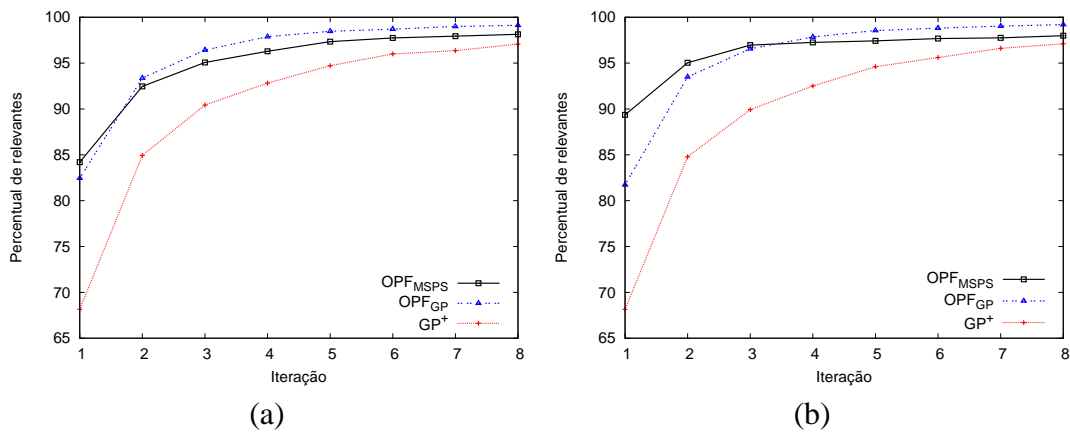 100
95
90
85
80
75
70
65
Percentual de relevantes
OPF_MSPS
OPF_GP
GP^+
1 2 3 4 5 6 7 8
Iteração
(a)
100
95
90
85
80
75
70
65
Percentual de relevantes
OPF_MSPS
OPF_GP
GP^+
1 2 3 4 5 6 7 8
Iteração
(b)